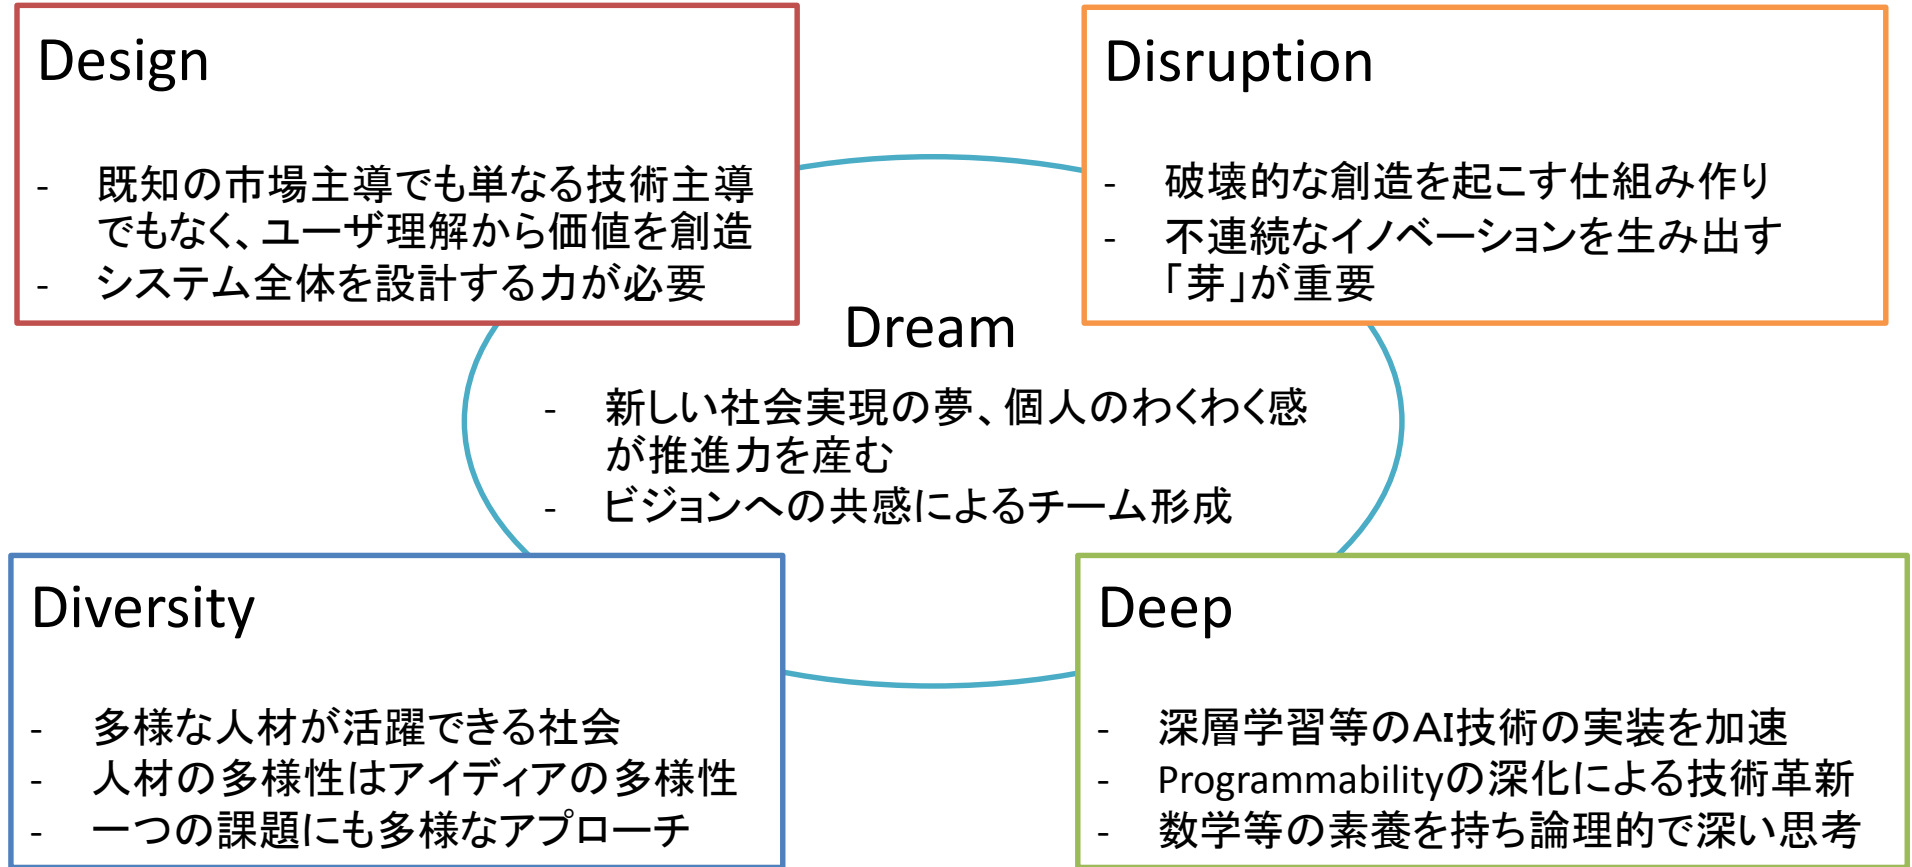 Design
- 既知の市場主導でも単なる技術主導
でもなく、ユーザ理解から価値を創造
- システム全体を設計する力が必要
Disruption
- 破壊的な創造を起こす仕組み作り
- 不連続なイノベーションを生み出す
「芽」が重要
Dream
- 新しい社会実現の夢、個人のわくわく感
が推進力を産む
- ビジョンへの共感によるチーム形成
Diversity
- 多様な人材が活躍できる社会
- 人材の多様性はアイディアの多様性
- 一つの課題にも多様なアプローチ
Deep
- 深層学習等のAI技術の実装を加速
- Programmabilityの深化による技術革新
- 数学等の素養を持ち論理的で深い思考